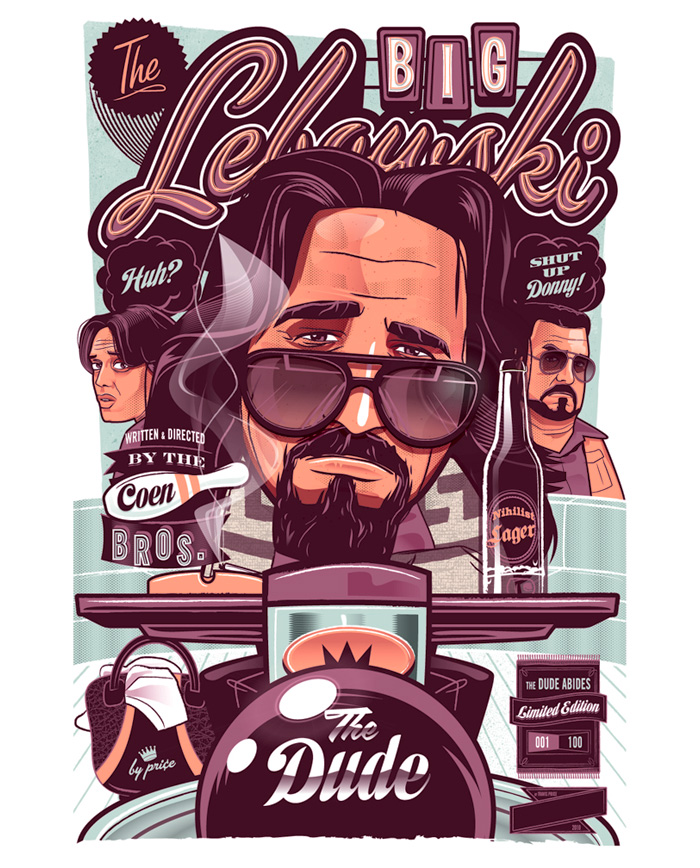 The
BIG
Lebowski
Huh?
SHUT
UP
Donny!
WRITTEN & DIRECTED
BY THE
Coen
BROS.
Nihilist
Lager
The
Dude
by price
THE DUDE ABIDES
Limited Edition
001 100
2010